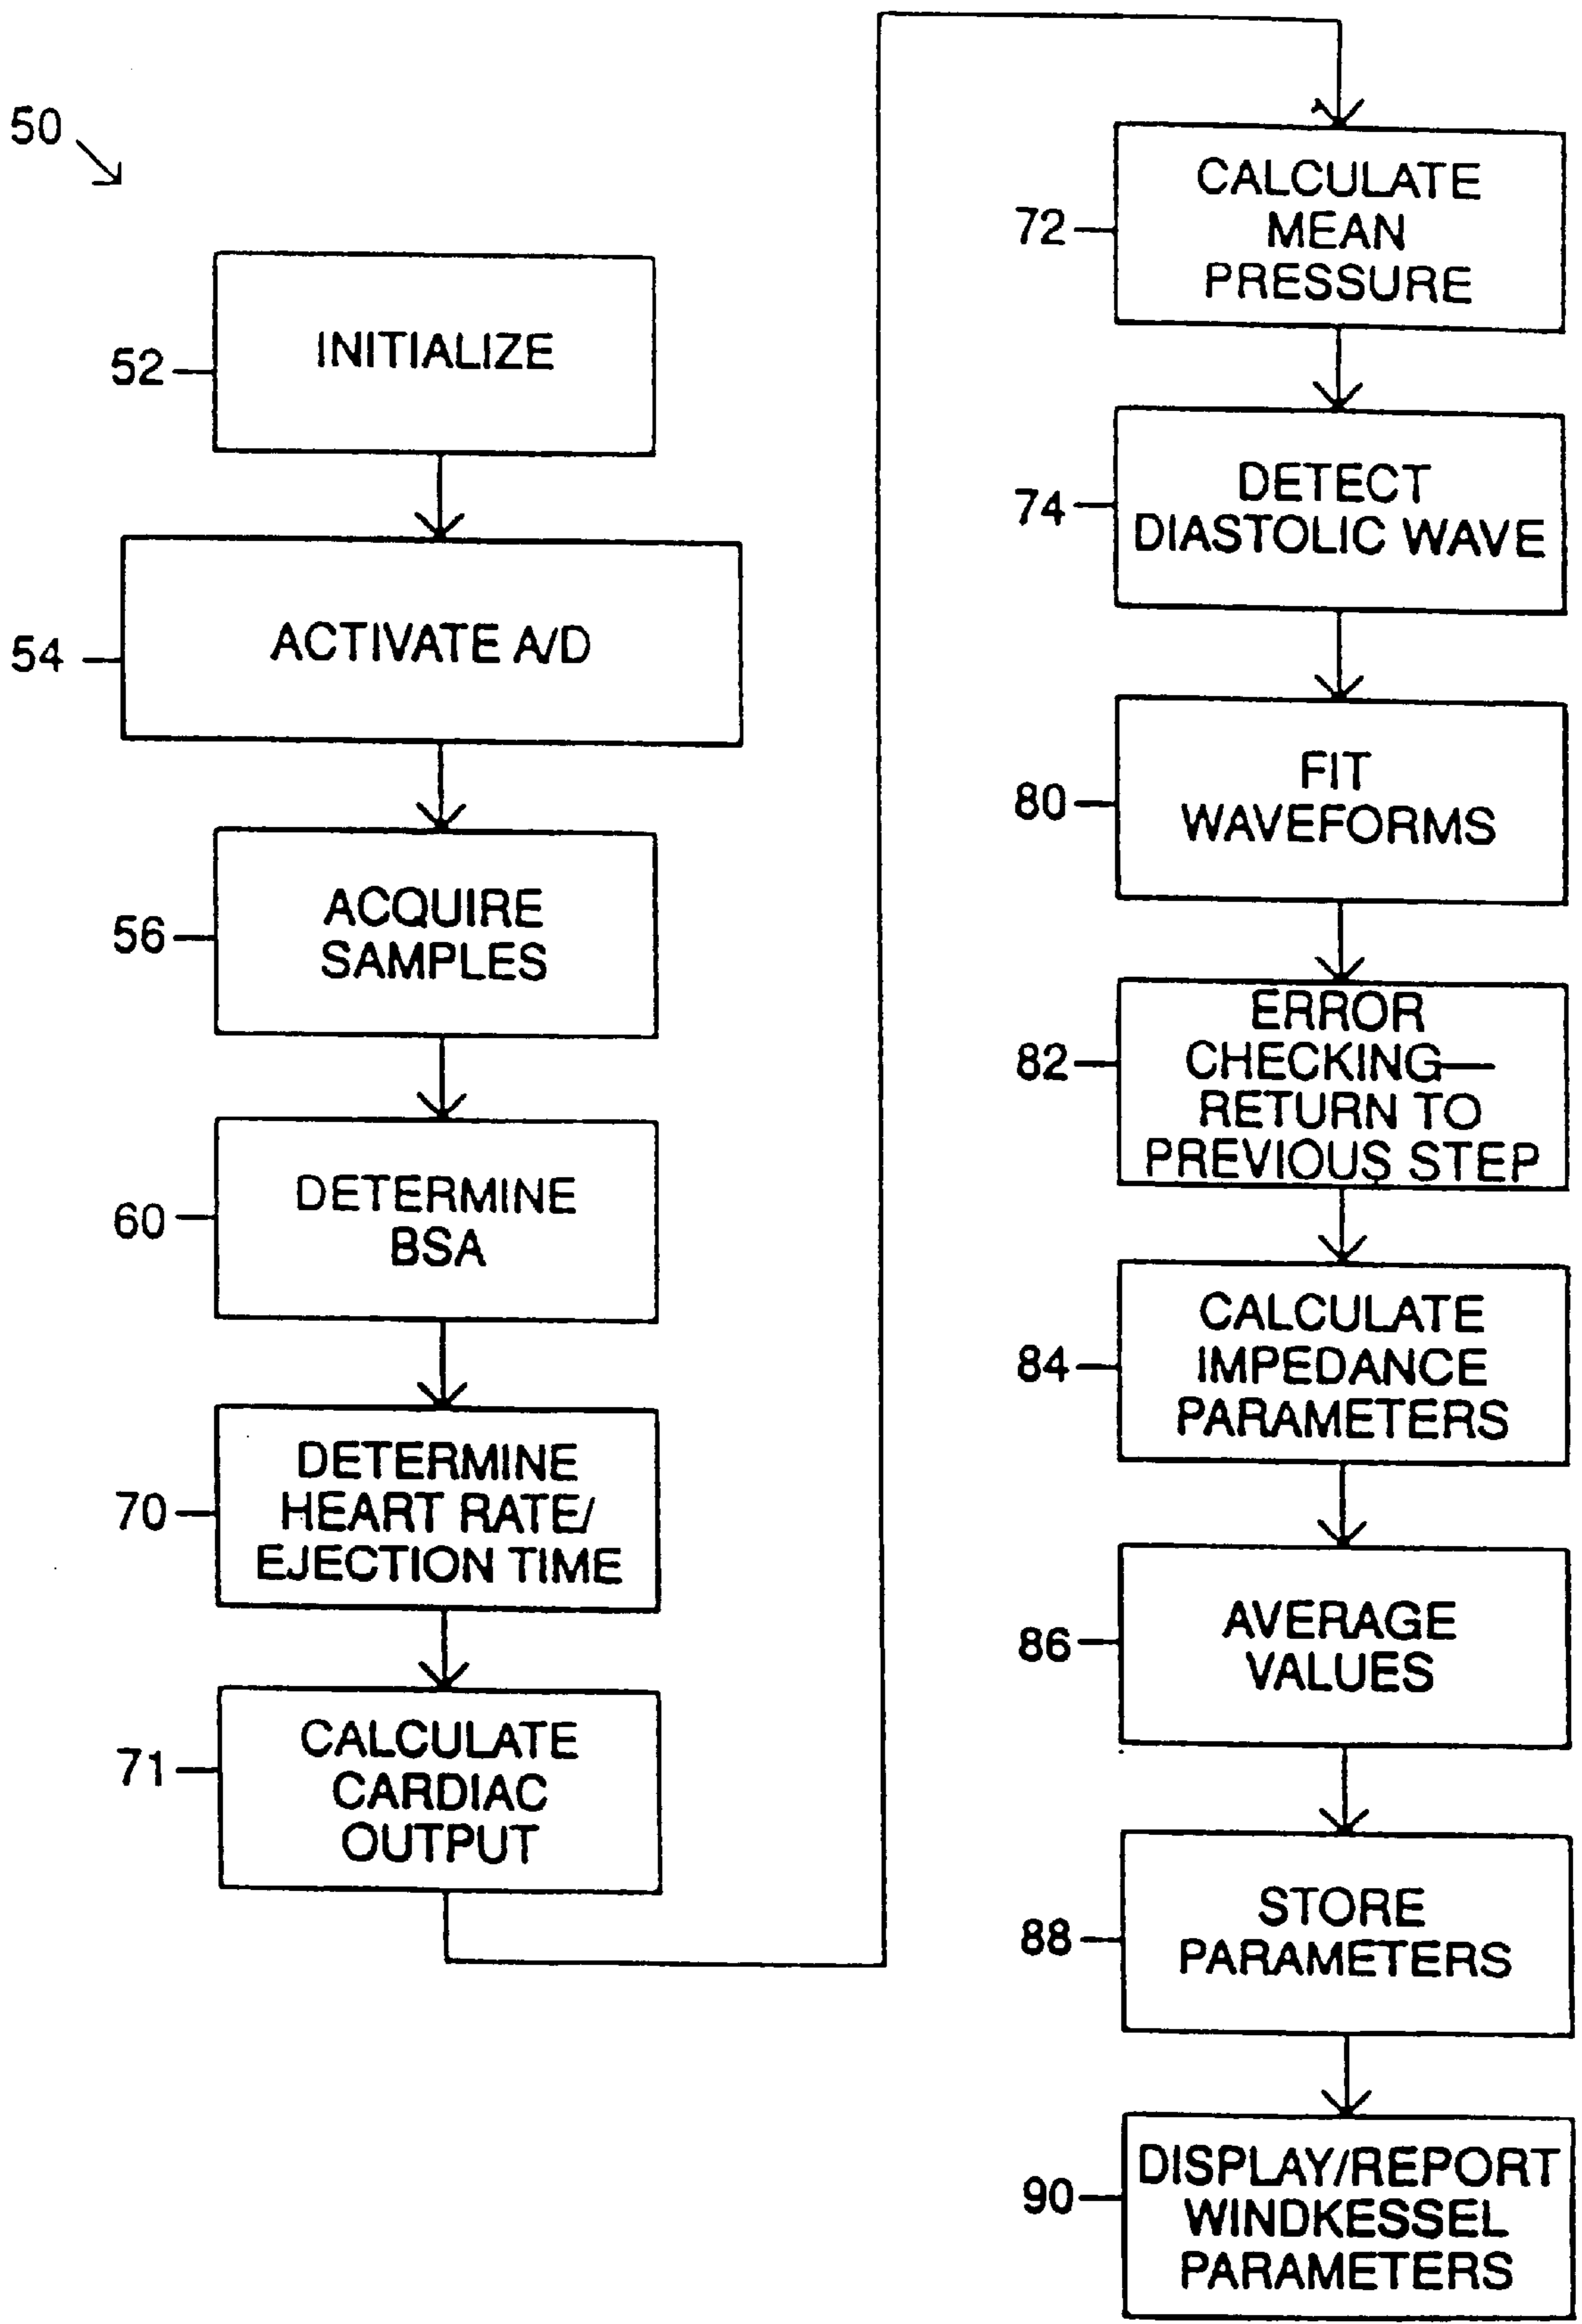 50
52
INITIALIZE
54
ACTIVATE A/D
56
ACQUIRE
SAMPLES
60
DETERMINE
BSA
70
DETERMINE
HEART RATE/
EJECTION TIME
71
CALCULATE
CARDIAC
OUTPUT
72
CALCULATE
MEAN
PRESSURE
74
DETECT
DIASTOLIC WAVE
80
FIT
WAVEFORMS
82
ERROR
CHECKING—
RETURN TO
PREVIOUS STEP
84
CALCULATE
IMPEDANCE
PARAMETERS
86
AVERAGE
VALUES
88
STORE
PARAMETERS
90
DISPLAY/REPORT
WINDKESSEL
PARAMETERS